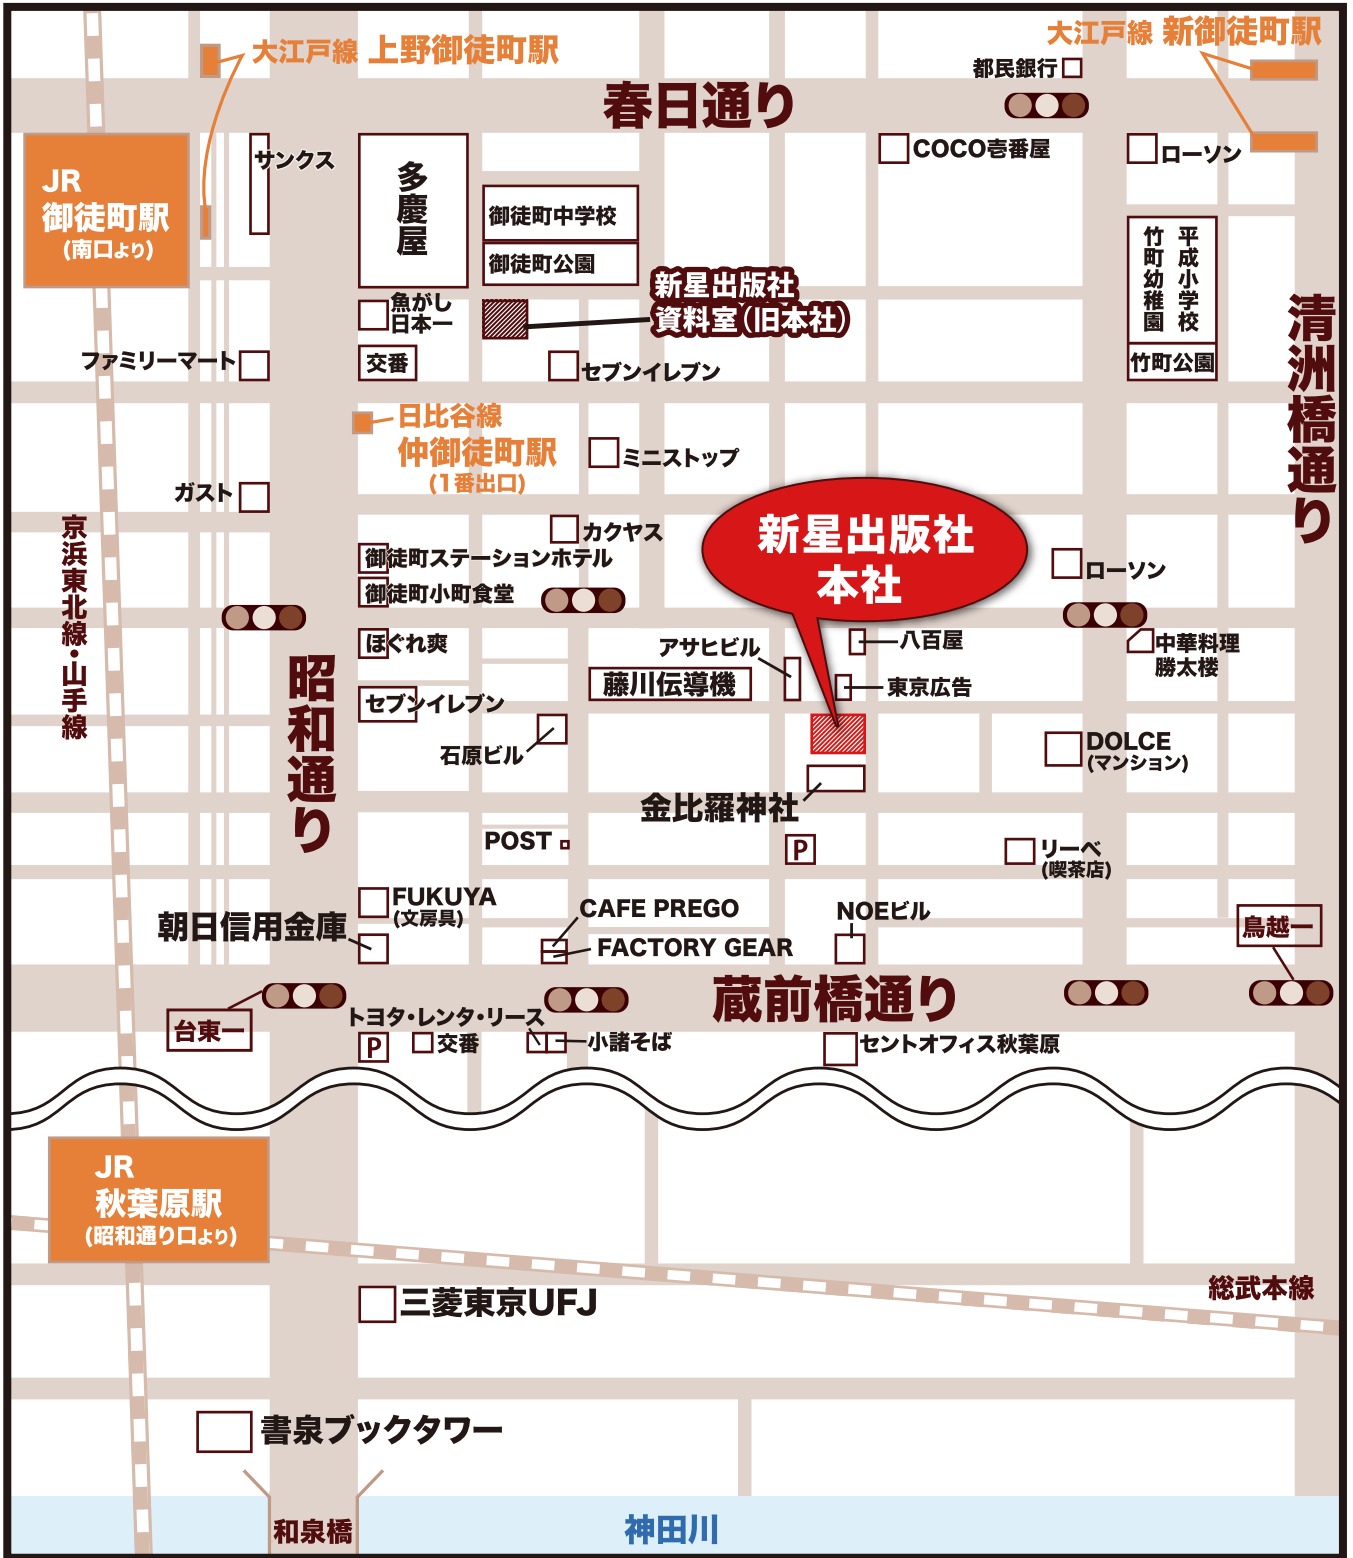 大江戸線 上野御徒町駅
大江戸線 新御徒町駅
都民銀行
春日通り
JR
御徒町駅
(南口より)
サンクス
多慶屋
御徒町中学校
御徒町公園
COCO壱番屋
ローソン
平成小学校
竹町幼稚園
竹町公園
清洲橋通り
新星出版社
資料室(旧本社)
魚がし
日本一
交番
ファミリーマート
セブンイレブン
日比谷線
仲御徒町駅
(1番出口)
ミニストップ
ガスト
京浜東北線・山手線
カクヤス
新星出版社
本社
御徒町ステーションホテル
御徒町小町食堂
ローソン
ほぐれ爽
アサヒビル
八百屋
中華料理
勝太楼
昭和通り
藤川伝導機
東京広告
セブンイレブン
石原ビル
DOLCE
(マンション)
金比羅神社
POST
P
リーベ
(喫茶店)
FUKUYA
(文房具)
朝日信用金庫
CAFE PREGO
FACTORY GEAR
NOEビル
鳥越一
蔵前橋通り
台東一
トヨタ・レンタ・リース
P
交番
小諸そば
セントオフィス秋葉原
JR
秋葉原駅
(昭和通り口より)
総武本線
三菱東京UFJ
書泉ブックタワー
和泉橋
神田川